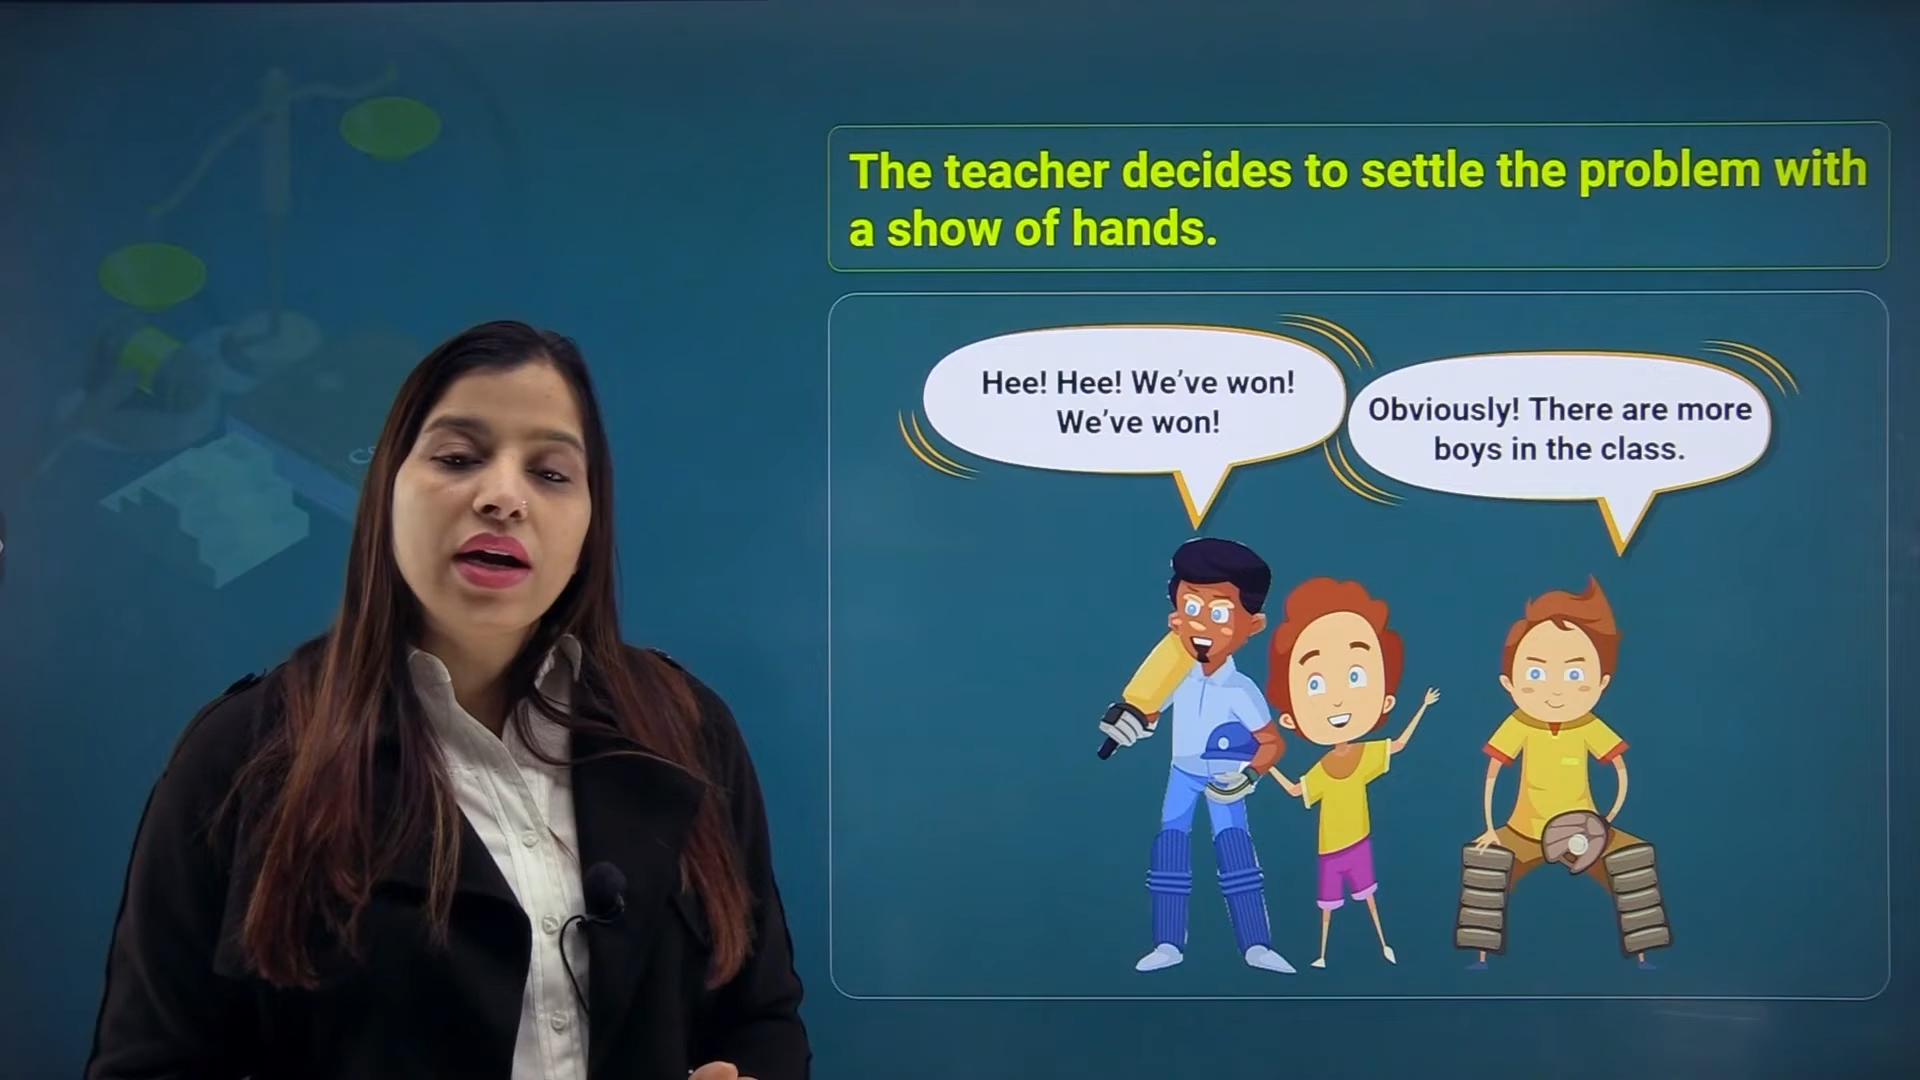 The teacher decides to settle the problem with
a show of hands.
Hee! Hee! We've won!
We've won!
Obviously! There are more
boys in the class.